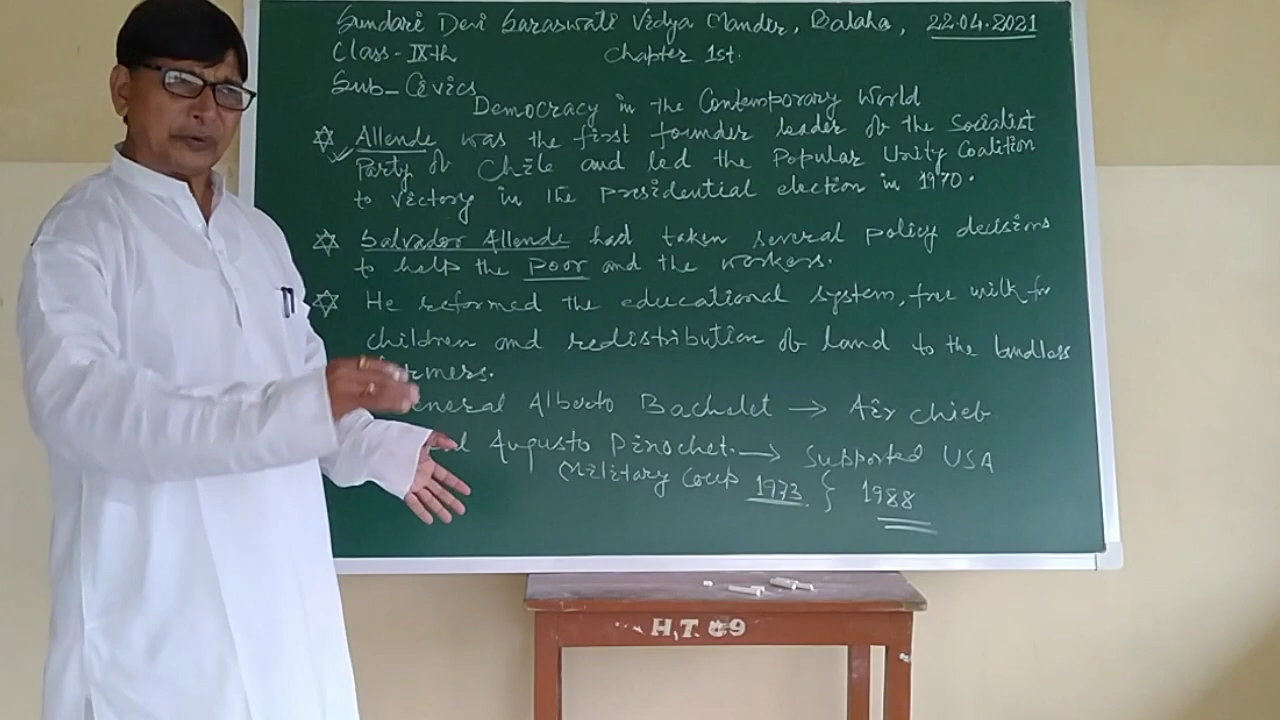 Sundari Devi Saraswati Vidya Mander, Balaha, 22.04.2021
Class-IXth Chapter 1st.
Sub-Civics
Democracy in the Contemporary World
Allende was the first founder leader of the Socialist
Party of Chile and led the Popular Unity Coalition
to victory in the presidential election in 1970.
Salvador Allende had taken several policy decisions
to help the poor and the workers.
He reformed the educational system, free milk for
children and redistribution of land to the landless
General Alberto Bachelet → Air chief
Augusto Pinochet. → Supported USA
Military Coup 1973 } 1988
H.T. 69